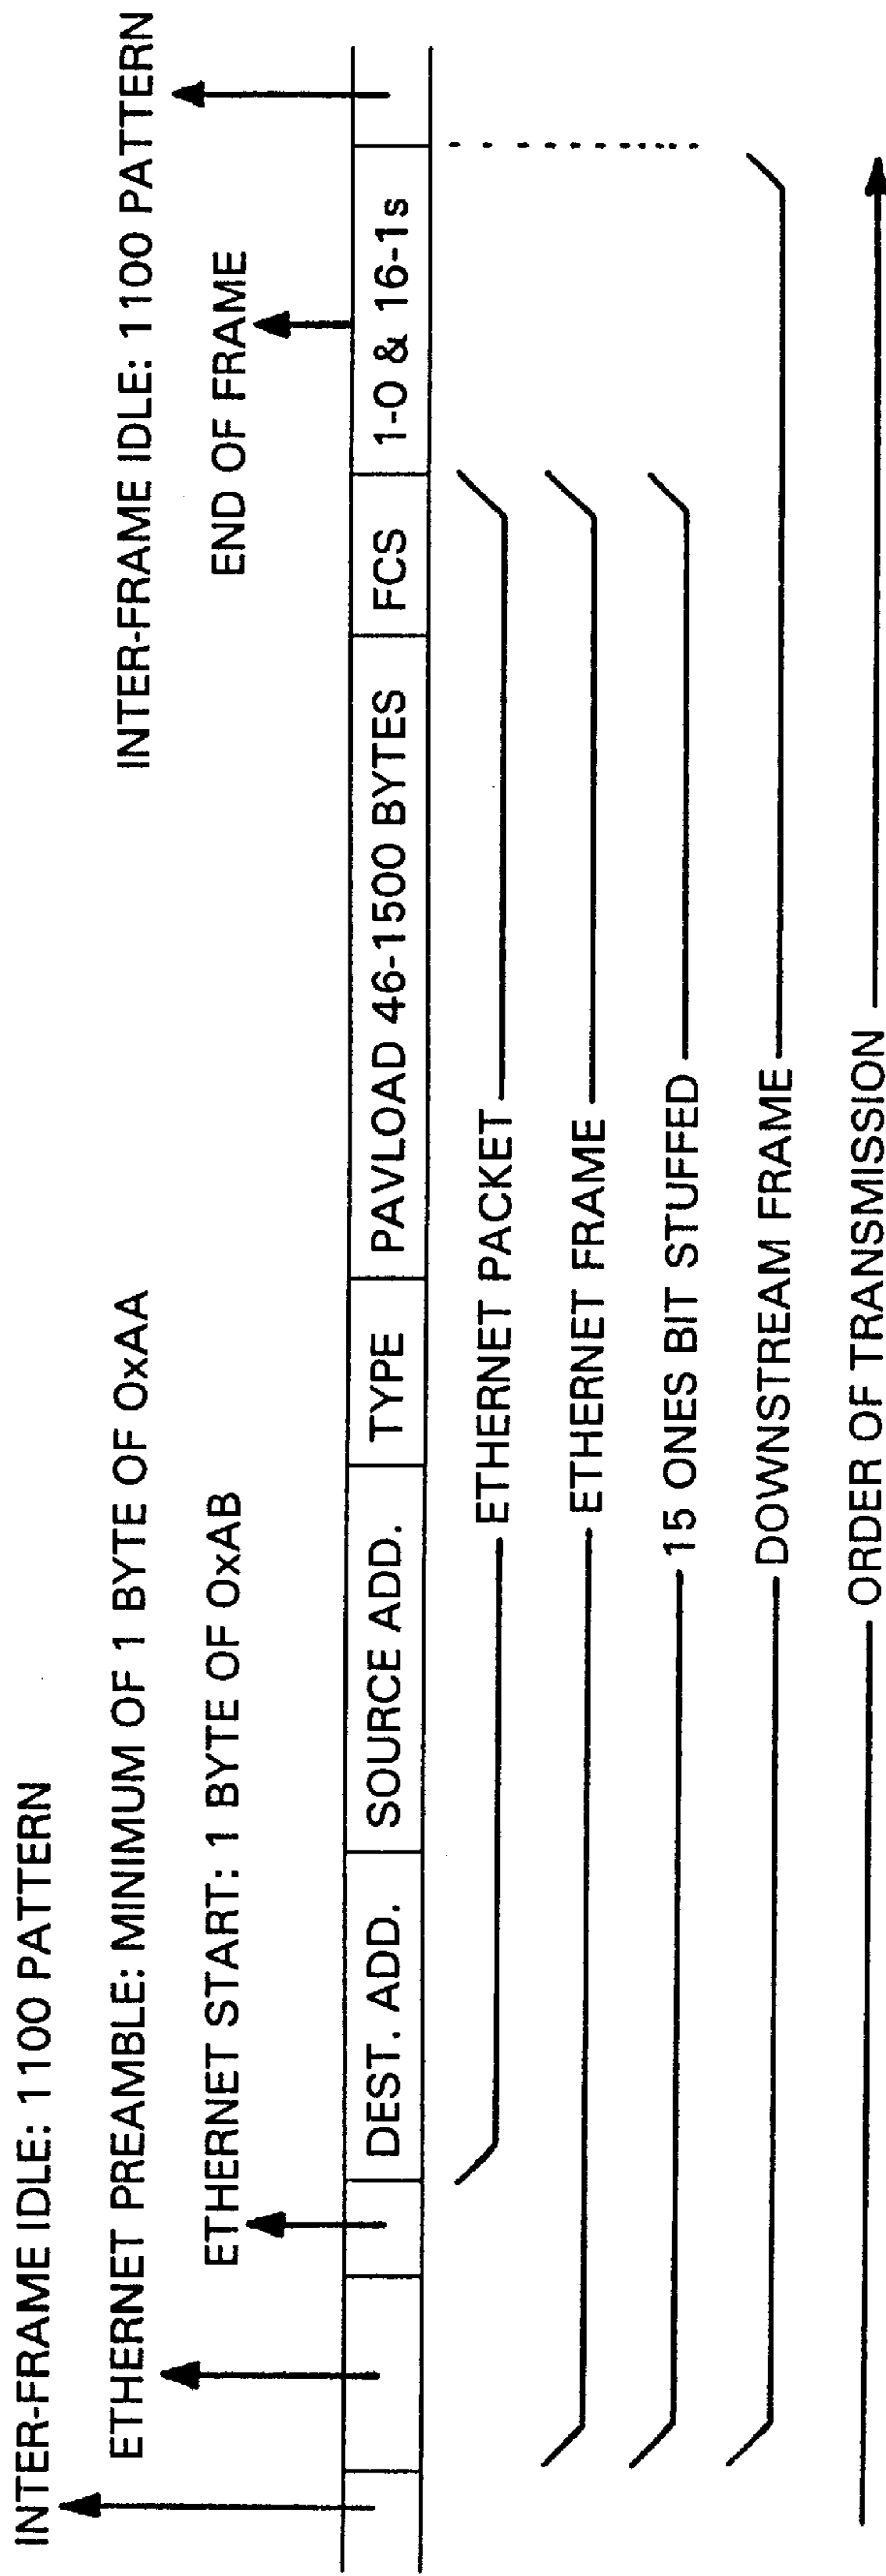 INTER-FRAME IDLE: 1100 PATTERN
ETHERNET PREAMBLE: MINIMUM OF 1 BYTE OF OxAA
ETHERNET START: 1 BYTE OF OxAB
INTER-FRAME IDLE: 1100 PATTERN
END OF FRAME
DEST. ADD.
SOURCE ADD.
TYPE
PAVLOAD 46-1500 BYTES
FCS
1-O & 16-1s
ETHERNET PACKET
ETHERNET FRAME
15 ONES BIT STUFFED
DOWNSTREAM FRAME
ORDER OF TRANSMISSION